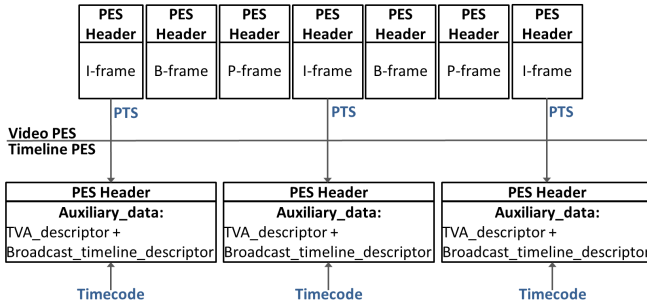 PES Header PES Header PES Header PES Header PES Header PES Header PES Header
I-frame B-frame P-frame I-frame B-frame P-frame I-frame
PTS PTS PTS
Video PES
Timeline PES
PES Header PES Header PES Header
Auxiliary_data: Auxiliary_data: Auxiliary_data:
TVA_descriptor + TVA_descriptor + TVA_descriptor +
Broadcast_timeline_descriptor Broadcast_timeline_descriptor Broadcast_timeline_descriptor
Timecode Timecode Timecode